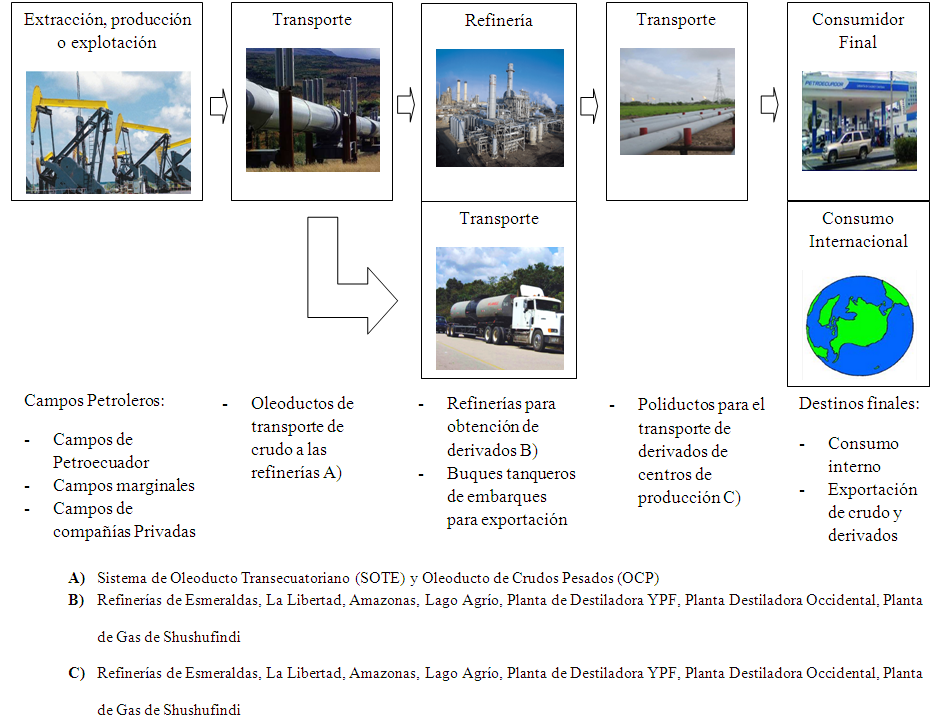 Extracción, producción
o explotación
Transporte
Refinería
Transporte
Consumidor
Final
PETROECUADOR
Transporte
Consumo
Internacional
Campos Petroleros:
- Campos de
Petroecuador
- Campos marginales
- Campos de
compañías Privadas
- Oleoductos de
transporte de
crudo a las
refinerías A)
- Refinerías para
obtención de
derivados B)
- Buques tanqueros
de embarques
para exportación
- Poliductos para el
transporte de
derivados de
centros de
producción C)
Destinos finales:
- Consumo
interno
- Exportación
de crudo y
derivados
A) Sistema de Oleoducto Transecuatoriano (SOTE) y Oleoducto de Crudos Pesados (OCP)
B) Refinerías de Esmeraldas, La Libertad, Amazonas, Lago Agrío, Planta de Destiladora YPF, Planta Destiladora Occidental, Planta
de Gas de Shushufindi
C) Refinerías de Esmeraldas, La Libertad, Amazonas, Lago Agrío, Planta de Destiladora YPF, Planta Destiladora Occidental, Planta
de Gas de Shushufindi